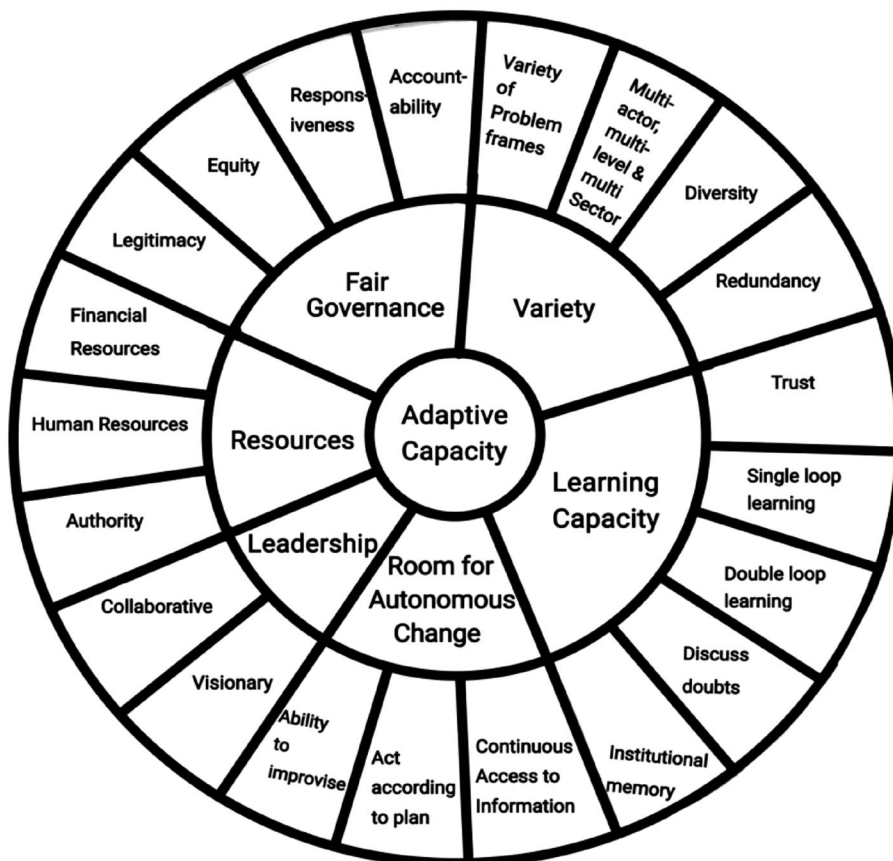 Adaptive
Capacity
Fair
Governance
Variety
Learning
Capacity
Room for
Autonomous
Change
Leadership
Resources
Variety
of
Problem
frames
Multi-
actor,
multi-
level &
multi
Sector
Diversity
Redundancy
Trust
Single loop
learning
Double loop
learning
Discuss
doubts
Institutional
memory
Continuous
Access to
Information
Act
according
to plan
Ability
to
improvise
Visionary
Collaborative
Authority
Human Resources
Financial
Resources
Legitimacy
Equity
Respons-
iveness
Account-
ability